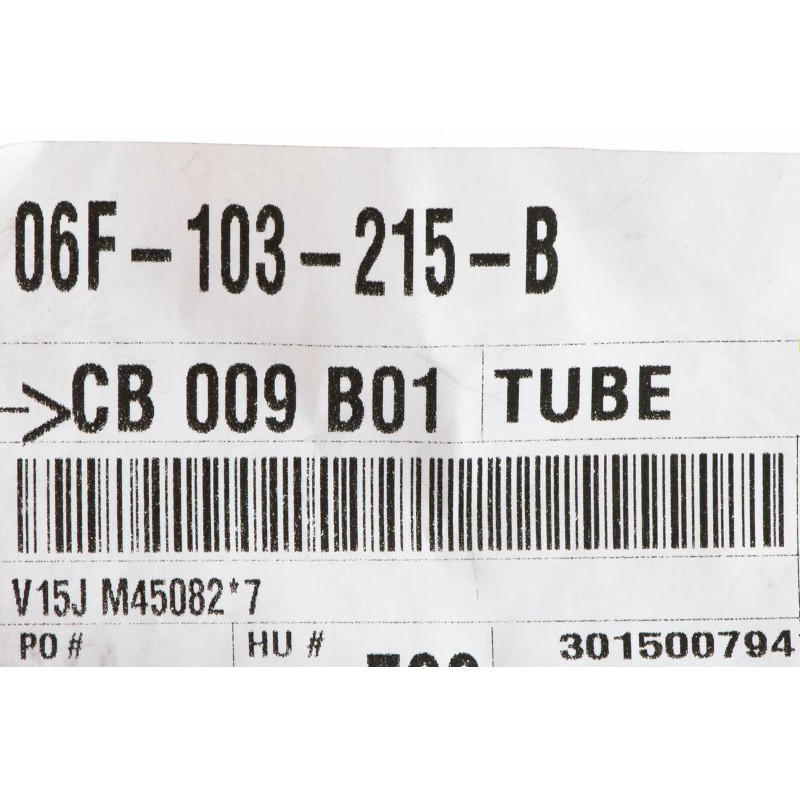 06F-103-215-B
->CB 009 B01 TUBE
V15J M45082*7
PO # HU # 301500794